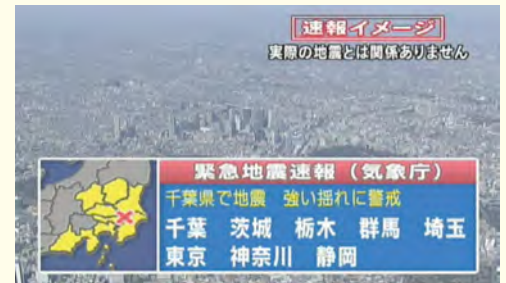 速報イメージ
実際の地震とは関係ありません
緊急地震速報（気象庁）
千葉県で地震 強い揺れに警戒
千葉 茨城 栃木 群馬 埼玉
東京 神奈川 静岡